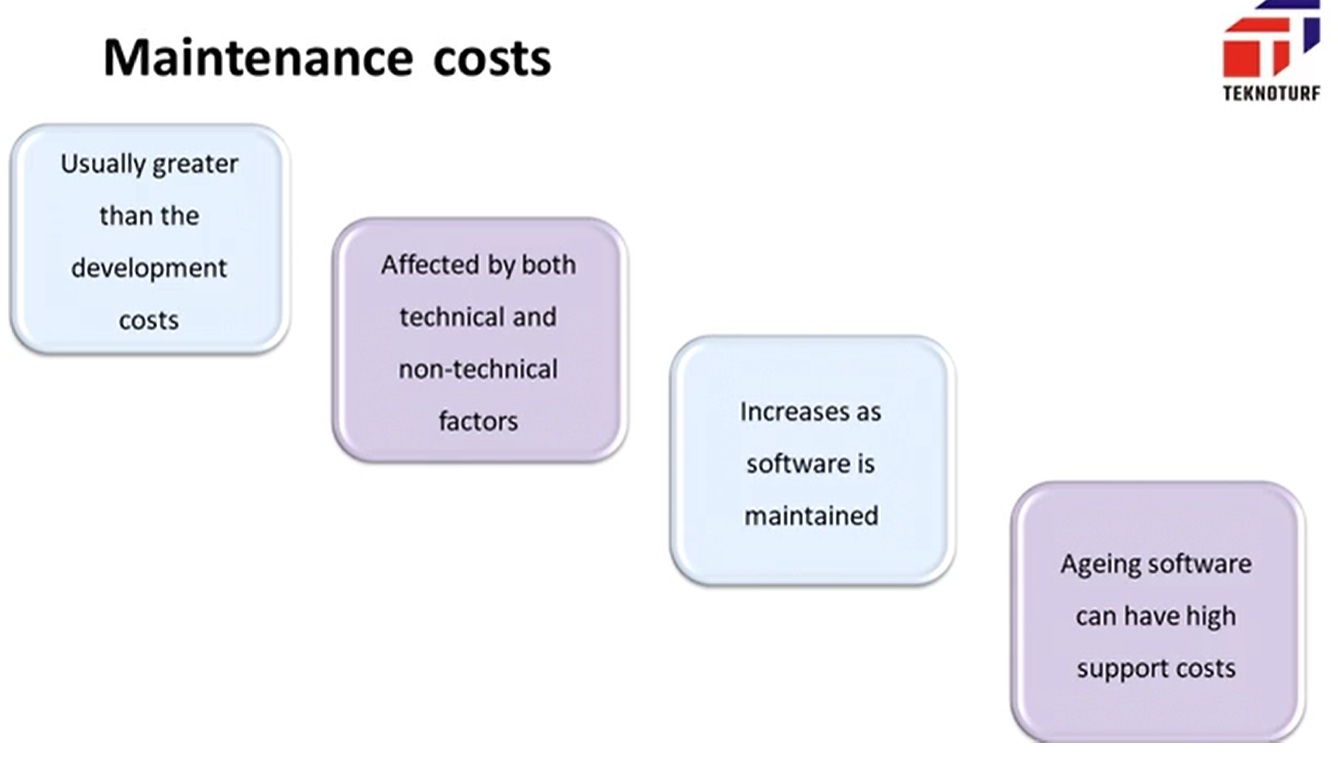 Maintenance costs
TEKNOTURF
Usually greater
than the
development
costs
Affected by both
technical and
non-technical
factors
Increases as
software is
maintained
Ageing software
can have high
support costs